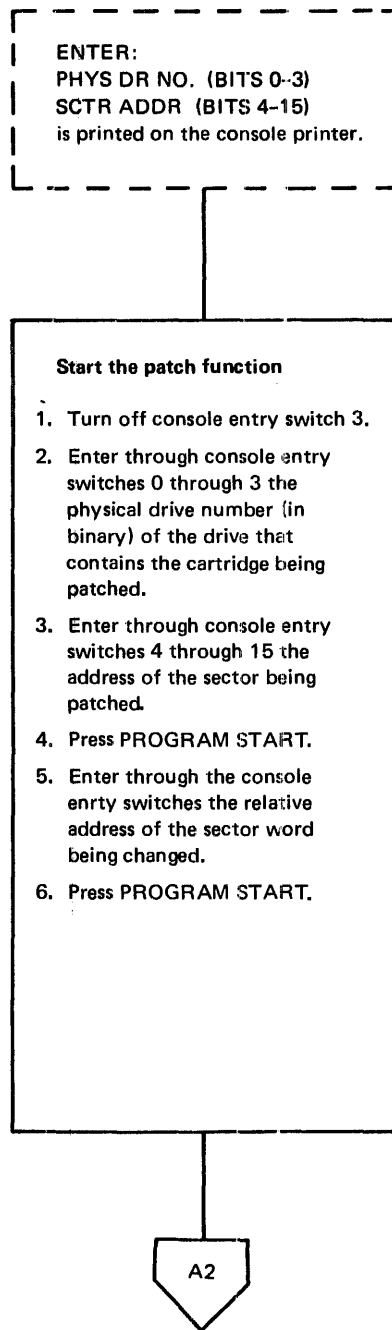 ENTER:
PHYS DR NO. (BITS 0-3)
SCTR ADDR (BITS 4-15)
is printed on the console printer.
Start the patch function
1. Turn off console entry switch 3.
2. Enter through console entry
switches 0 through 3 the
physical drive number (in
binary) of the drive that
contains the cartridge being
patched.
3. Enter through console entry
switches 4 through 15 the
address of the sector being
patched.
4. Press PROGRAM START.
5. Enter through the console
enrty switches the relative
address of the sector word
being changed.
6. Press PROGRAM START.
A2